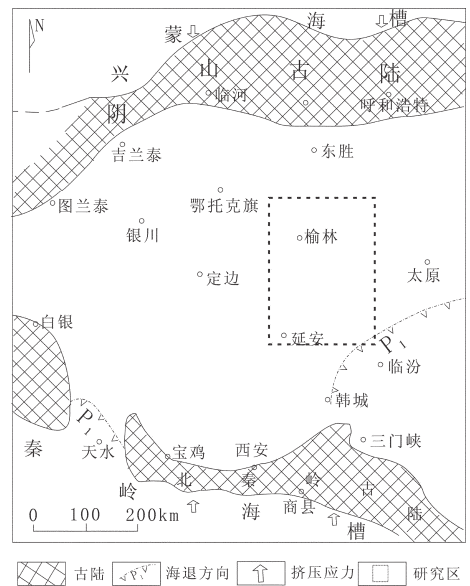 N
蒙 海 槽
兴
阴 山 古 陆
临河
呼和浩特
吉兰泰
东胜
图兰泰
鄂托克旗
银川
榆林
定边
太原
白银
延安
P1
临汾
韩城
P1
天水
秦 岭 海 槽
宝鸡
西安
三门峡
北 秦 岭 古 陆
商县
0 100 200km
古陆
P1 海退方向
挤压应力
研究区